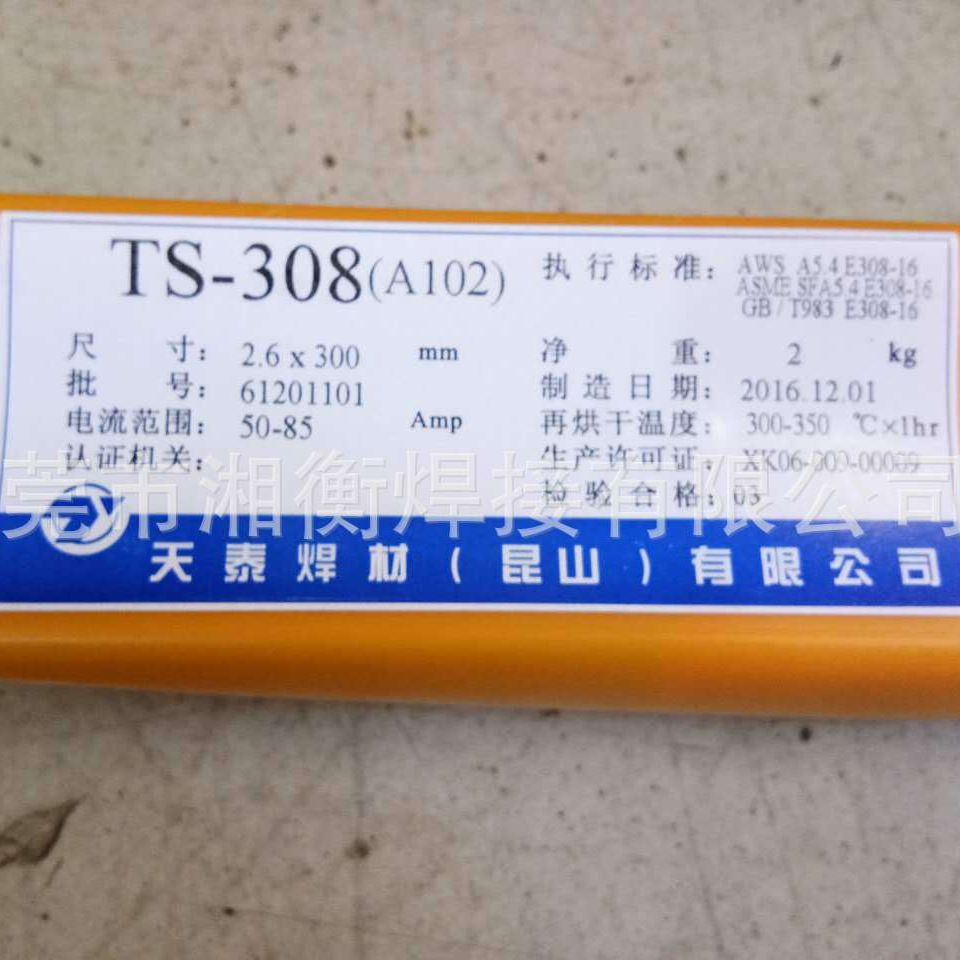 TS-308(A102)
执行标准： AWS A5.4 E308-16
ASME SFA5.4 E308-16
GB/T983 E308-16
尺寸： 2.6 x 300 mm
净重： 2 kg
批号： 61201101
制造日期： 2016.12.01
电流范围： 50-85 Amp
再烘干温度： 300-350 ℃×1hr
认证机关：
生产许可证： XK06-009-00009
检验合格： 03
莞市湘衡焊接有限公司
天泰焊材(昆山)有限公司